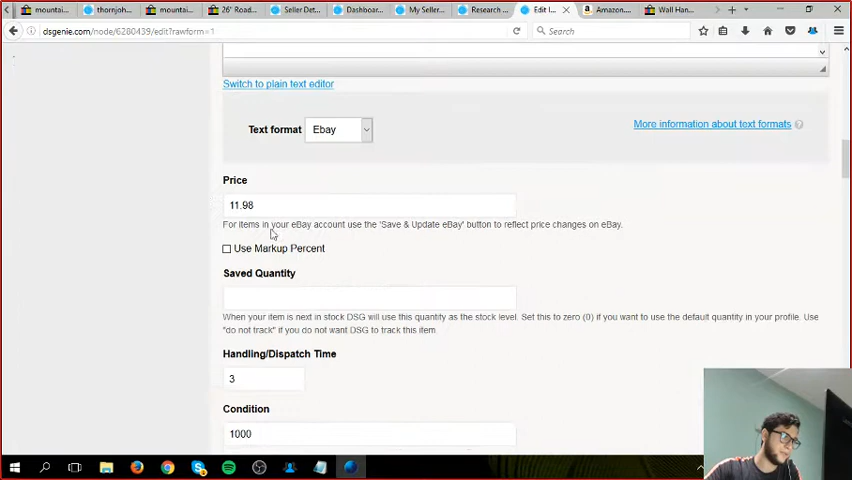 mountai...
thornjoh...
mountai...
26" Road...
Seller Det...
Dashboar...
My Seller...
Research ...
Edit I...
Amazon....
Wall Han...
dsgenie.com/node/6280439/edit?rawform=1
Search
Switch to plain text editor
Text format
Ebay
More information about text formats
Price
11.98
For items in your eBay account use the 'Save & Update eBay' button to reflect price changes on eBay.
Use Markup Percent
Saved Quantity
When your item is next in stock DSG will use this quantity as the stock level. Set this to zero (0) if you want to use the default quantity in your profile. Use
"do not track" if you do not want DSG to track this item.
Handling/Dispatch Time
3
Condition
1000